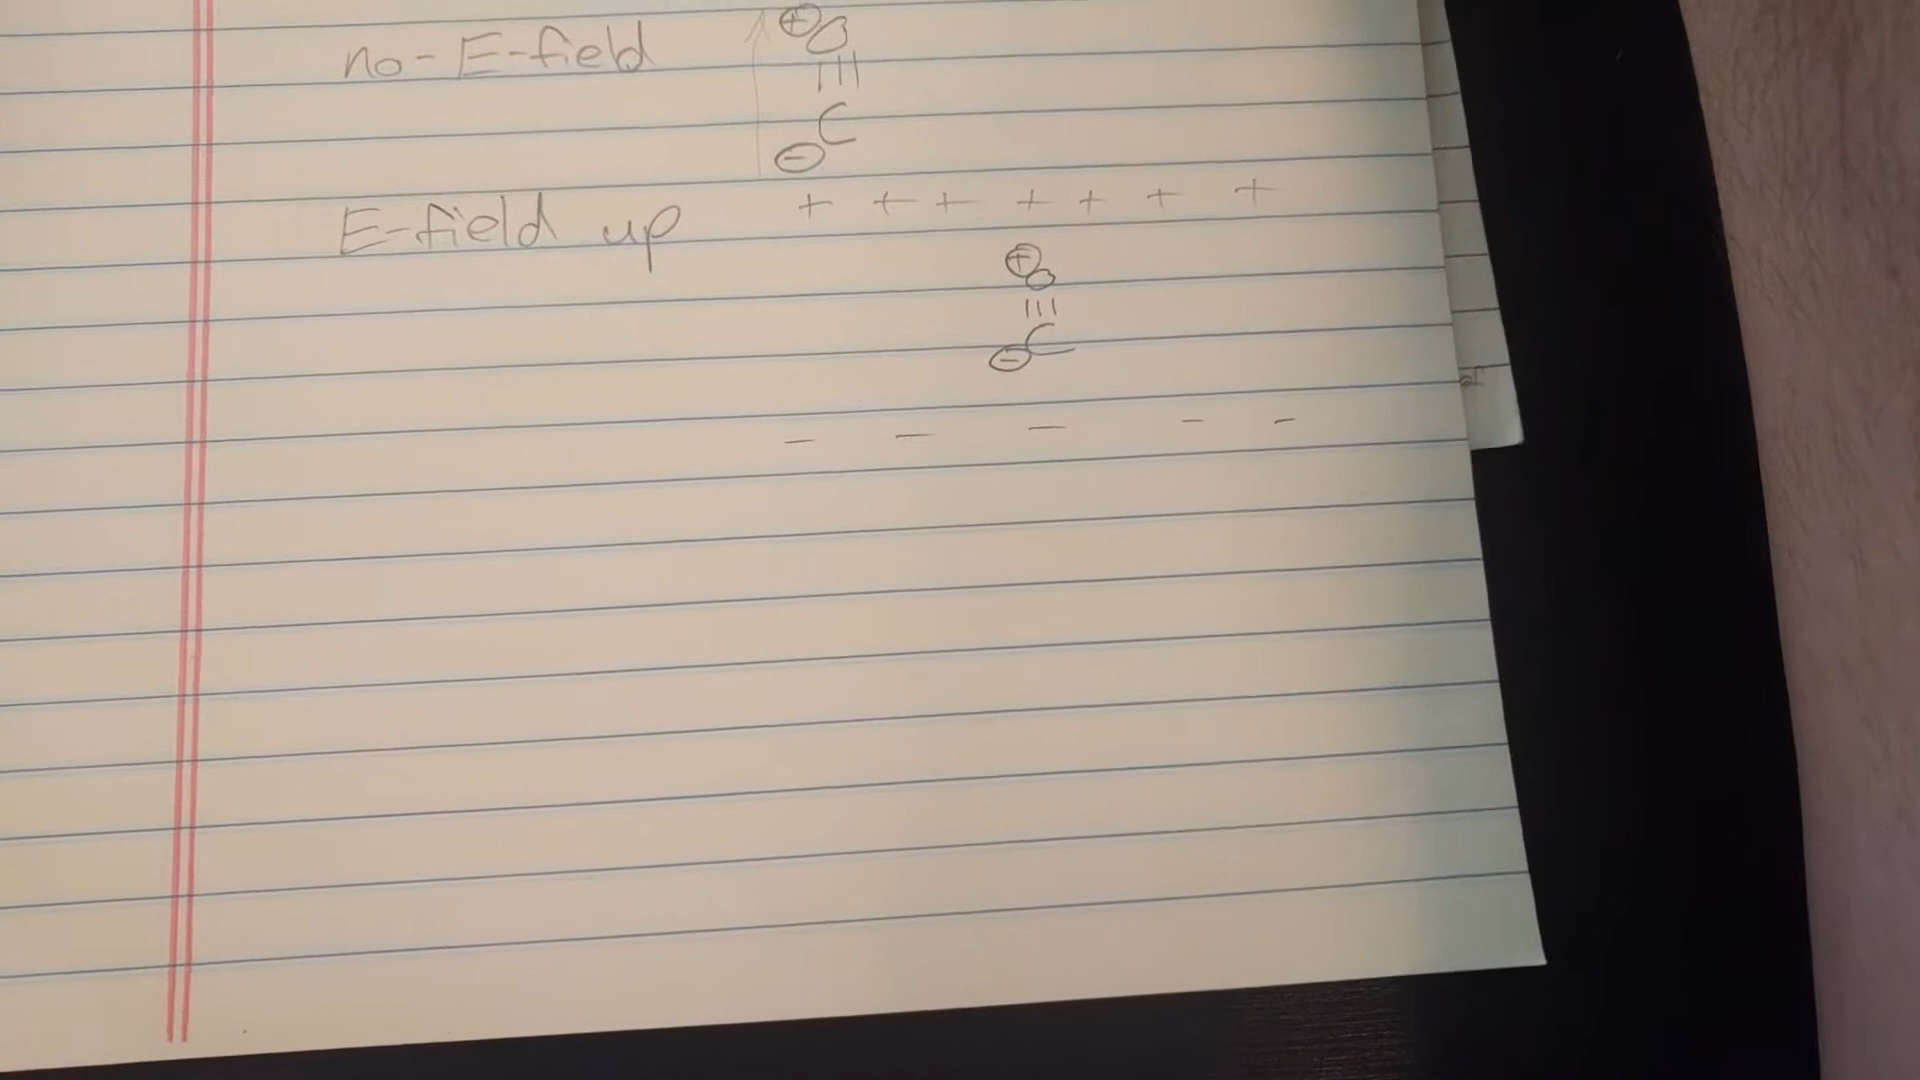 no-E-field
⊕O
|||
⊖C
E-field up
+ + + + + + +
⊕O
|||
⊖C
− − − − −